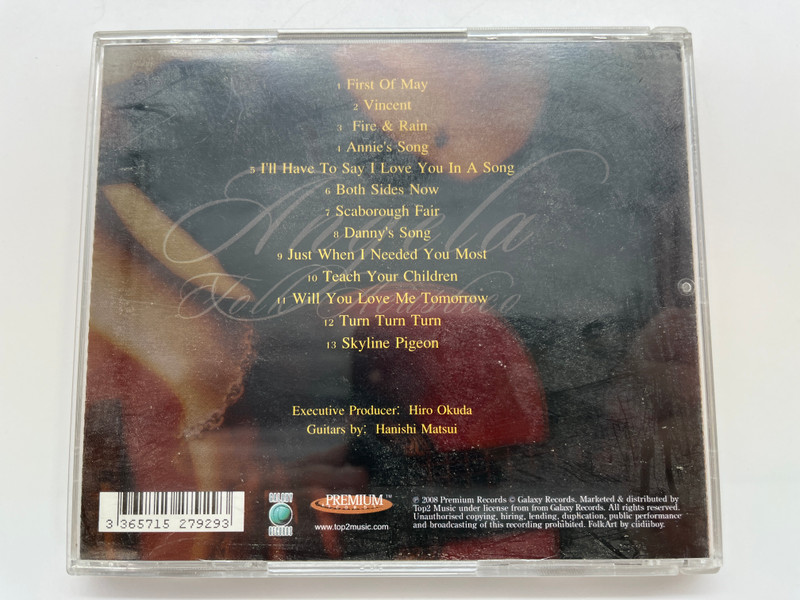 1 First Of May
2 Vincent
3 Fire & Rain
4 Annie's Song
5 I'll Have To Say I Love You In A Song
6 Both Sides Now
7 Scaborough Fair
8 Danny's Song
9 Just When I Needed You Most
10 Teach Your Children
11 Will You Love Me Tomorrow
12 Turn Turn Turn
13 Skyline Pigeon
Angela
Folk
Executive Producer: Hiro Okuda
Guitars by: Hanishi Matsui
3 365715 279293
GALAXY
RECORDS
PREMIUM™
www.top2music.com
℗ 2008 Premium Records © Galaxy Records. Marketed & distributed by
Top2 Music under license from from Galaxy Records. All rights reserved.
Unauthorised copying, hiring, lending, duplication, public performance
and broadcasting of this recording prohibited. FolkArt by ciidiiboy.